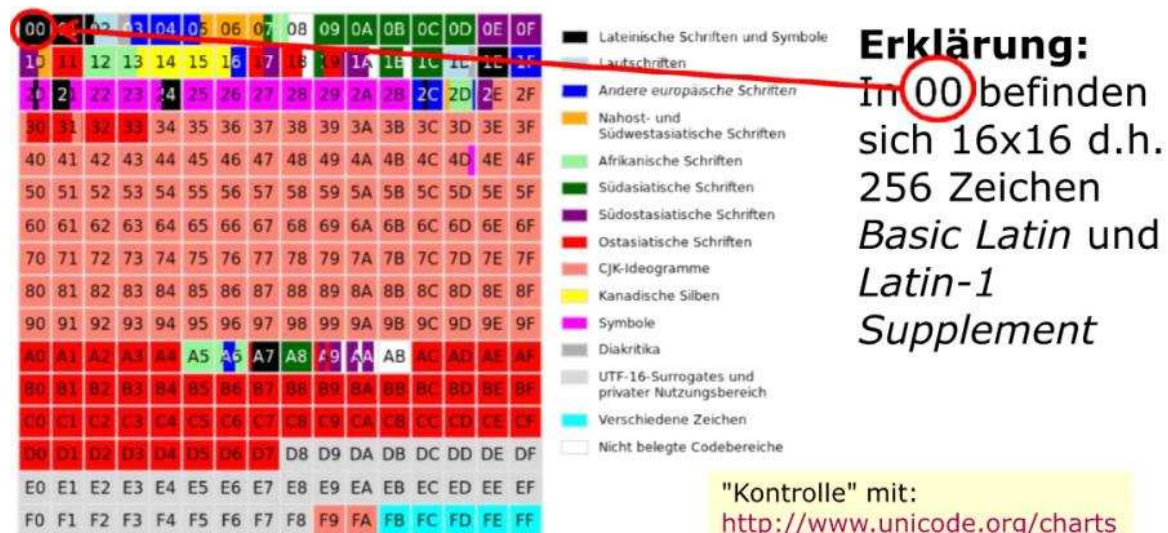 00 01 02 03 04 05 06 07 08 09 0A 0B 0C 0D 0E 0F
10 11 12 13 14 15 16 17 18 19 1A 1B 1C 1D 1E 1F
20 21 22 23 24 25 26 27 28 29 2A 2B 2C 2D 2E 2F
30 31 32 33 34 35 36 37 38 39 3A 3B 3C 3D 3E 3F
40 41 42 43 44 45 46 47 48 49 4A 4B 4C 4D 4E 4F
50 51 52 53 54 55 56 57 58 59 5A 5B 5C 5D 5E 5F
60 61 62 63 64 65 66 67 68 69 6A 6B 6C 6D 6E 6F
70 71 72 73 74 75 76 77 78 79 7A 7B 7C 7D 7E 7F
80 81 82 83 84 85 86 87 88 89 8A 8B 8C 8D 8E 8F
90 91 92 93 94 95 96 97 98 99 9A 9B 9C 9D 9E 9F
A0 A1 A2 A3 A4 A5 A6 A7 A8 A9 AA AB AC AD AE AF
B0 B1 B2 B3 B4 B5 B6 B7 B8 B9 BA BB BC BD BE BF
C0 C1 C2 C3 C4 C5 C6 C7 C8 C9 CA CB CC CD CE CF
D0 D1 D2 D3 D4 D5 D6 D7 D8 D9 DA DB DC DD DE DF
E0 E1 E2 E3 E4 E5 E6 E7 E8 E9 EA EB EC ED EE EF
F0 F1 F2 F3 F4 F5 F6 F7 F8 F9 FA FB FC FD FE FF
Lateinische Schriften und Symbole
Lautschriften
Andere europäische Schriften
Nahost- und
Südwestasiatische Schriften
Afrikanische Schriften
Südasiatische Schriften
Südostasiatische Schriften
Ostasiatische Schriften
CJK-Ideogramme
Kanadische Silben
Symbole
Diakritika
UTF-16-Surrogates und
privater Nutzungsbereich
Verschiedene Zeichen
Nicht belegte Codebereiche
Erklärung:
In 00 befinden
sich 16x16 d.h.
256 Zeichen
Basic Latin und
Latin-1
Supplement
"Kontrolle" mit:
http://www.unicode.org/charts